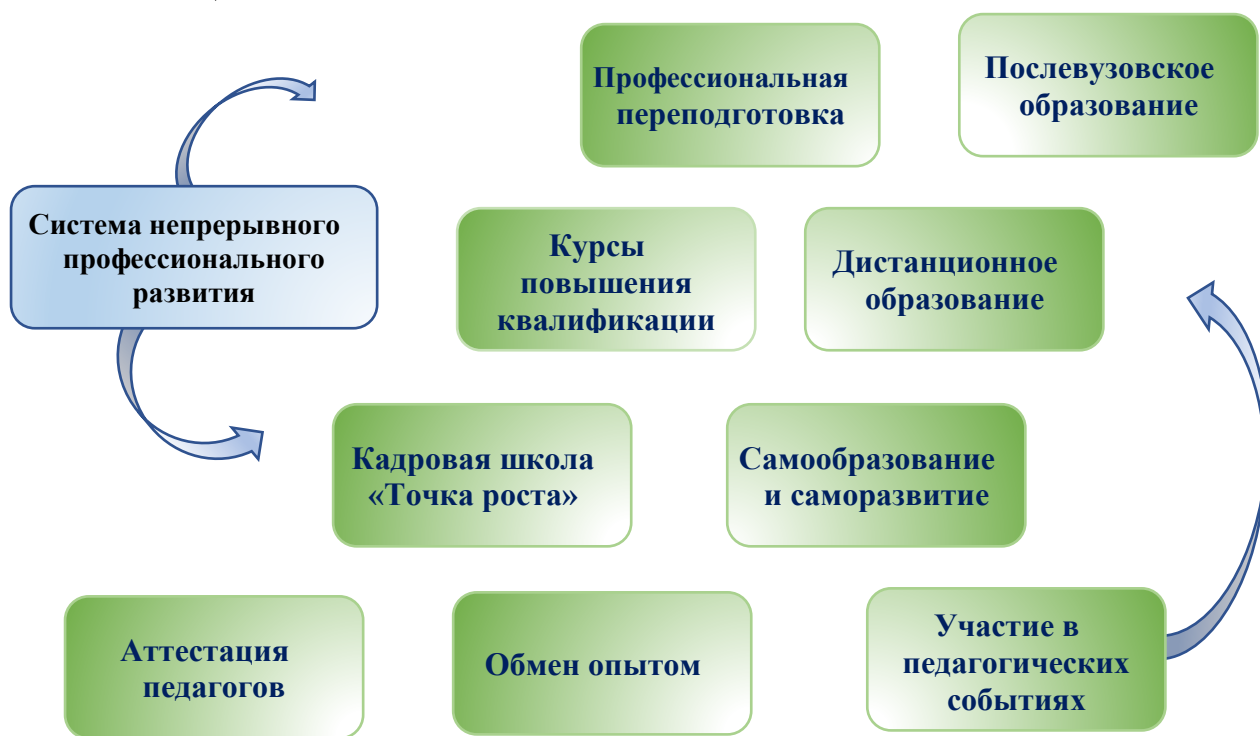 Профессиональная
переподготовка
Послевузовское
образование
Система непрерывного
профессионального
развития
Курсы
повышения
квалификации
Дистанционное
образование
Кадровая школа
«Точка роста»
Самообразование
и саморазвитие
Аттестация
педагогов
Обмен опытом
Участие в
педагогических
событиях